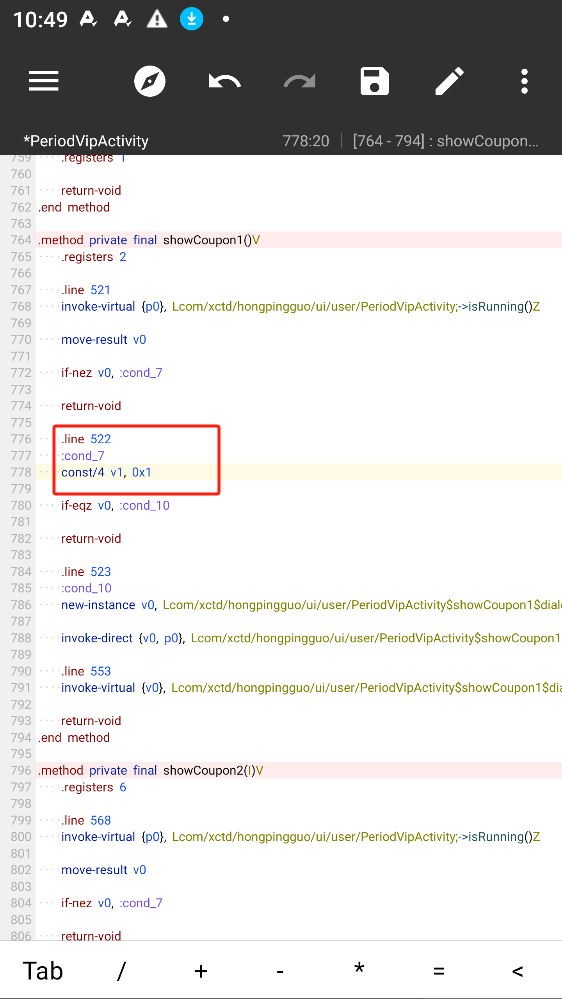 10:49
*PeriodVipActivity 778:20 [764 - 794] : showCoupon...
759 .registers 1
760
761 return-void
762 .end method
763
764 .method private final showCoupon1()V
765 .registers 2
766
767 .line 521
768 invoke-virtual {p0}, Lcom/xctd/hongpingguo/ui/user/PeriodVipActivity;->isRunning()Z
769
770 move-result v0
771
772 if-nez v0, :cond_7
773
774 return-void
775
776 .line 522
777 :cond_7
778 const/4 v1, 0x1
779
780 if-eqz v0, :cond_10
781
782 return-void
783
784 .line 523
785 :cond_10
786 new-instance v0, Lcom/xctd/hongpingguo/ui/user/PeriodVipActivity$showCoupon1$dial
787
788 invoke-direct {v0, p0}, Lcom/xctd/hongpingguo/ui/user/PeriodVipActivity$showCoupon1
789
790 .line 553
791 invoke-virtual {v0}, Lcom/xctd/hongpingguo/ui/user/PeriodVipActivity$showCoupon1$dia
792
793 return-void
794 .end method
795
796 .method private final showCoupon2(I)V
797 .registers 6
798
799 .line 568
800 invoke-virtual {p0}, Lcom/xctd/hongpingguo/ui/user/PeriodVipActivity;->isRunning()Z
801
802 move-result v0
803
804 if-nez v0, :cond_7
805
806 return-void
Tab / + - * = <